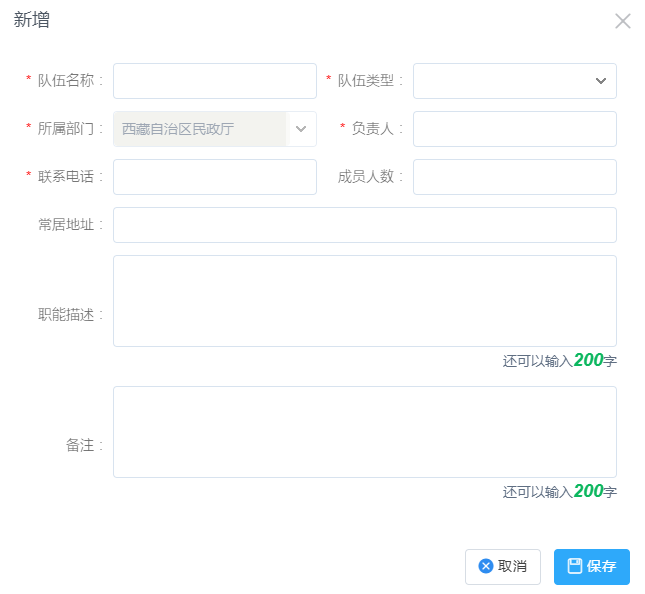 新增
* 队伍名称 : * 队伍类型 :
* 所属部门 : 西藏自治区民政厅 * 负责人 :
* 联系电话 : 成员人数 :
常居地址 :
职能描述 :
还可以输入200字
备注 :
还可以输入200字
取消 保存